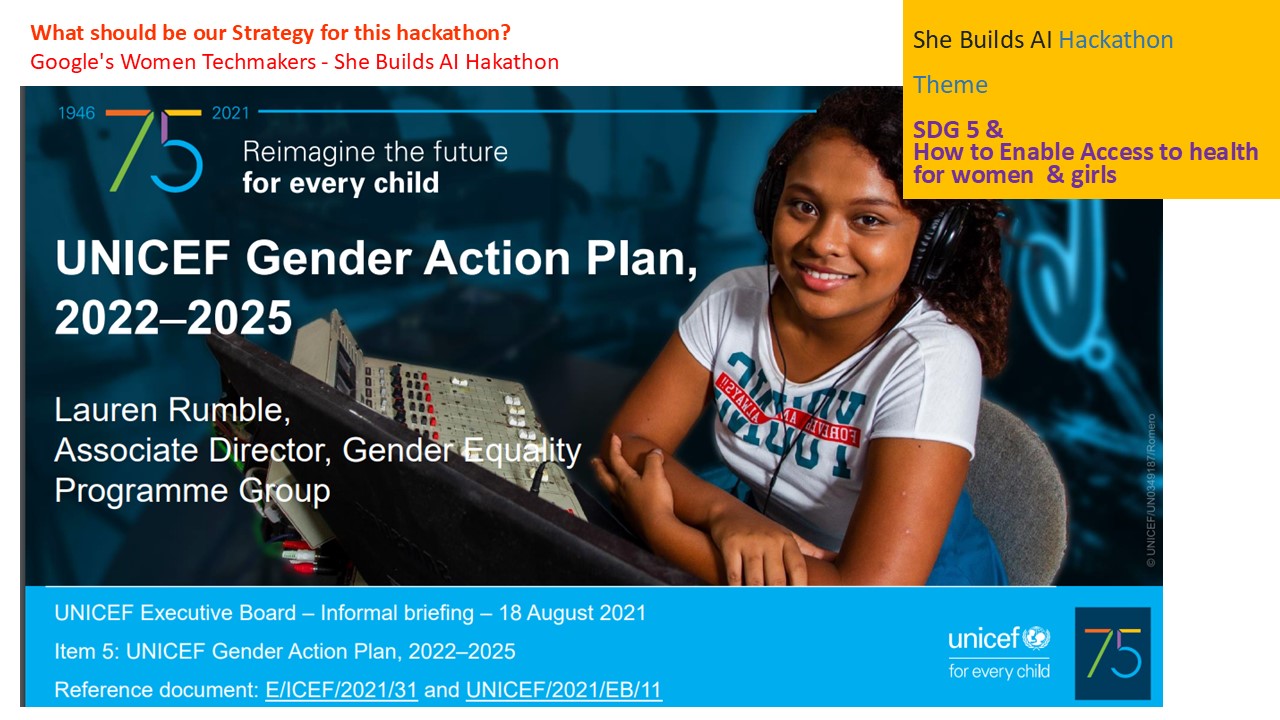 What should be our Strategy for this hackathon?
Google's Women Techmakers - She Builds AI Hakathon
She Builds AI Hackathon
Theme
SDG 5 &
How to Enable Access to health
for women & girls
1946 75 2021
Reimagine the future
for every child
UNICEF Gender Action Plan,
2022–2025
Lauren Rumble,
Associate Director, Gender Equality
Programme Group
ALWAYS!!
FOREVER AND
© UNICEF/UN0349187/Romero
UNICEF Executive Board – Informal briefing – 18 August 2021
Item 5: UNICEF Gender Action Plan, 2022–2025
Reference document: E/ICEF/2021/31 and UNICEF/2021/EB/11
unicef
for every child
75